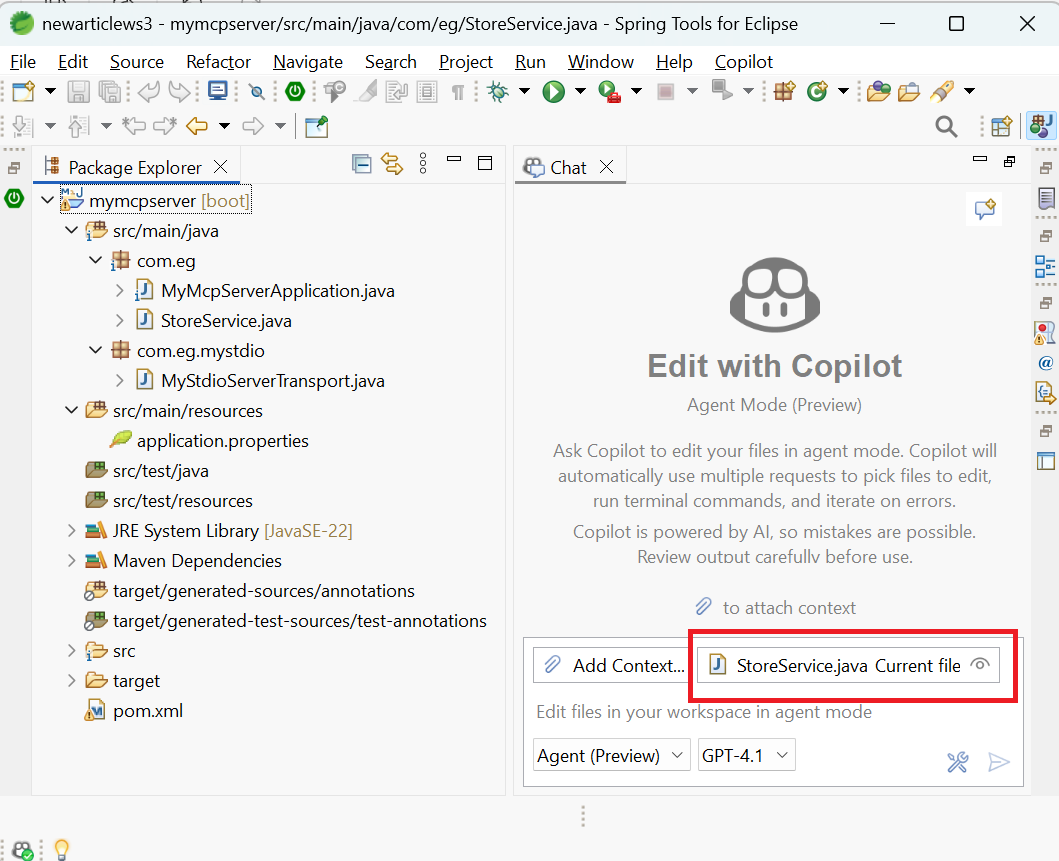 newarticlews3 - mymcpserver/src/main/java/com/eg/StoreService.java - Spring Tools for Eclipse
File Edit Source Refactor Navigate Search Project Run Window Help Copilot
Package Explorer
mymcpserver [boot]
src/main/java
com.eg
MyMcpServerApplication.java
StoreService.java
com.eg.mystdio
MyStdioServerTransport.java
src/main/resources
application.properties
src/test/java
src/test/resources
JRE System Library [JavaSE-22]
Maven Dependencies
target/generated-sources/annotations
target/generated-test-sources/test-annotations
src
target
pom.xml
Chat
Edit with Copilot
Agent Mode (Preview)
Ask Copilot to edit your files in agent mode. Copilot will
automatically use multiple requests to pick files to edit,
run terminal commands, and iterate on errors.
Copilot is powered by AI, so mistakes are possible.
Review output carefully before use.
to attach context
Add Context... StoreService.java Current file
Edit files in your workspace in agent mode
Agent (Preview) GPT-4.1